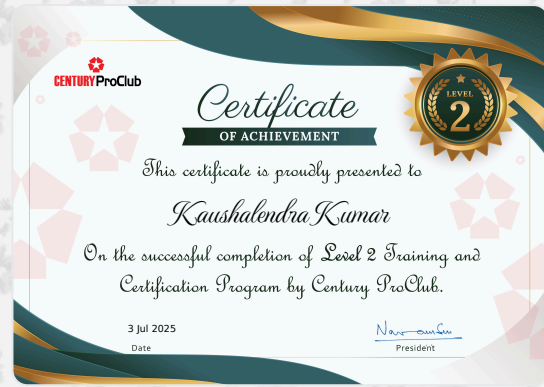 CENTURY ProClub
LEVEL
2
Certificate
OF ACHIEVEMENT
This certificate is proudly presented to
Kaushalendra Kumar
On the successful completion of Level 2 Training and
Certification Program by Century ProClub.
3 Jul 2025
Date
President